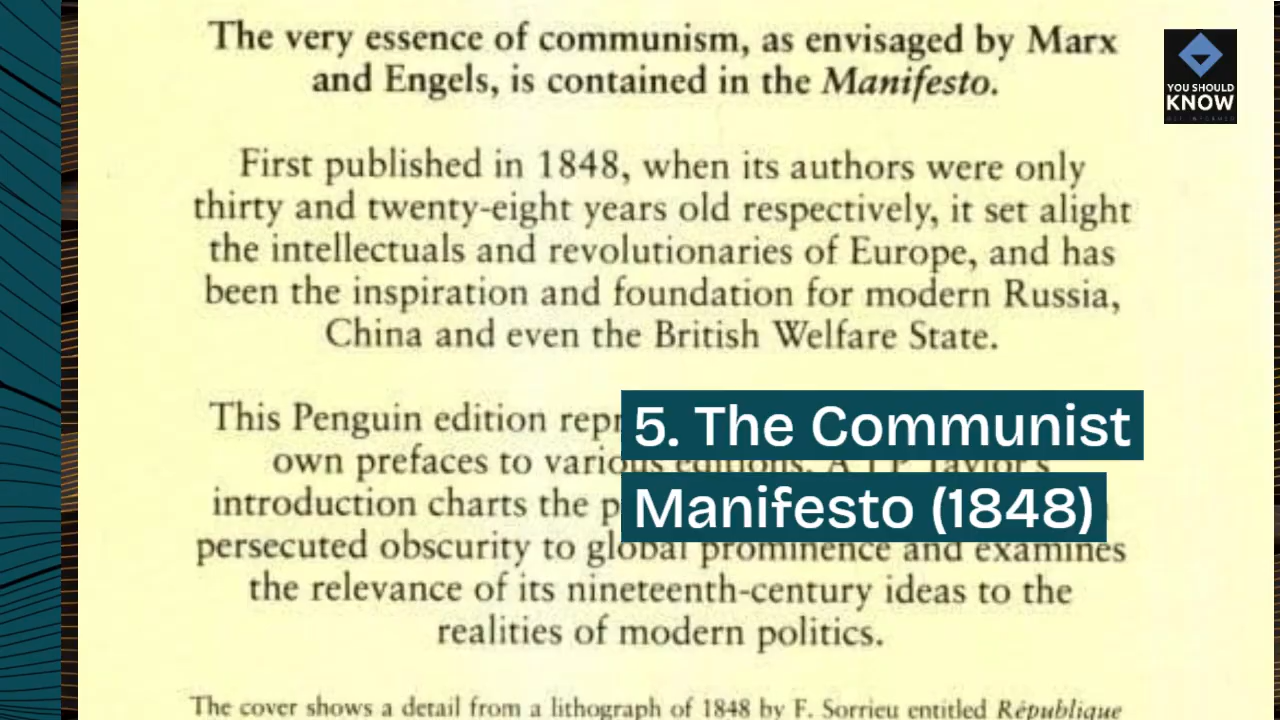 The very essence of communism, as envisaged by Marx
and Engels, is contained in the Manifesto.
First published in 1848, when its authors were only
thirty and twenty-eight years old respectively, it set alight
the intellectuals and revolutionaries of Europe, and has
been the inspiration and foundation for modern Russia,
China and even the British Welfare State.
This Penguin edition
own prefaces to various editions. A J P Taylor's
introduction charts the
persecuted obscurity to global prominence and examines
the relevance of its nineteenth-century ideas to the
realities of modern politics.
The cover shows a detail from a lithograph of 1848 by F. Sorrieu entitled République
5. The Communist
Manifesto (1848)
YOU SHOULD
KNOW
GET INFORMED